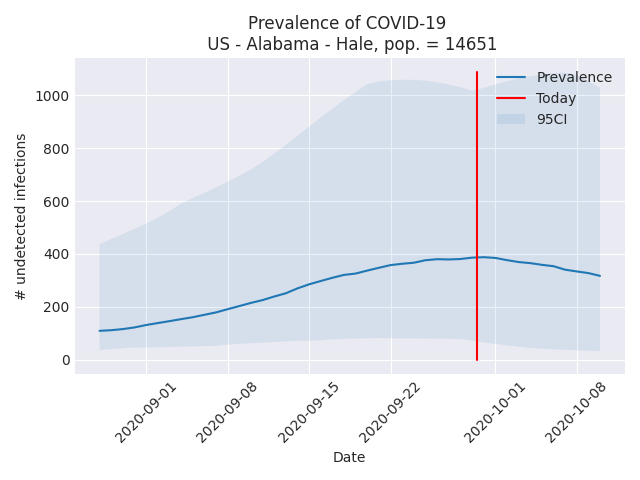 Prevalence of COVID-19
US - Alabama - Hale, pop. = 14651
# undetected infections
1000
800
600
400
200
0
Prevalence
Today
95CI
2020-09-01
2020-09-08
2020-09-15
2020-09-22
2020-10-01
2020-10-08
Date